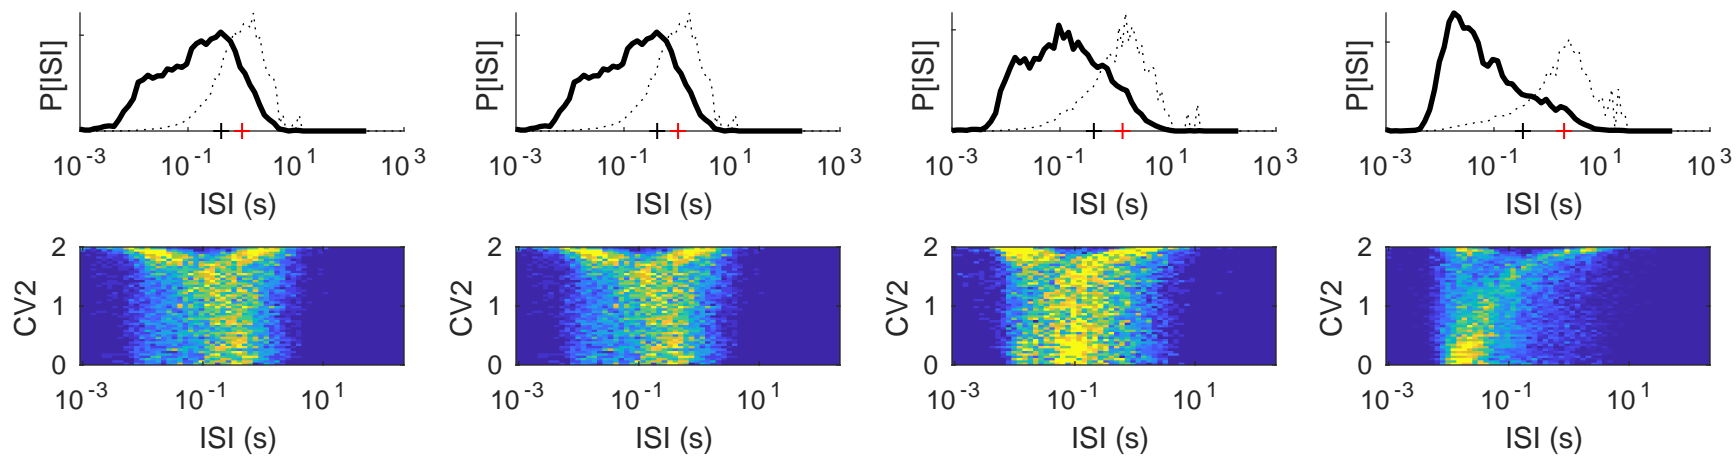 P[ISI] P[ISI] P[ISI] P[ISI]
10^-3 10^-1 10^1 10^3 10^-3 10^-1 10^1 10^3 10^-3 10^-1 10^1 10^3 10^-3 10^-1 10^1 10^3
ISI (s) ISI (s) ISI (s) ISI (s)
2 2 2 2
CV2 1 CV2 1 CV2 1 CV2 1
0 0 0 0
10^-3 10^-1 10^1 10^-3 10^-1 10^1 10^-3 10^-1 10^1 10^-3 10^-1 10^1
ISI (s) ISI (s) ISI (s) ISI (s)